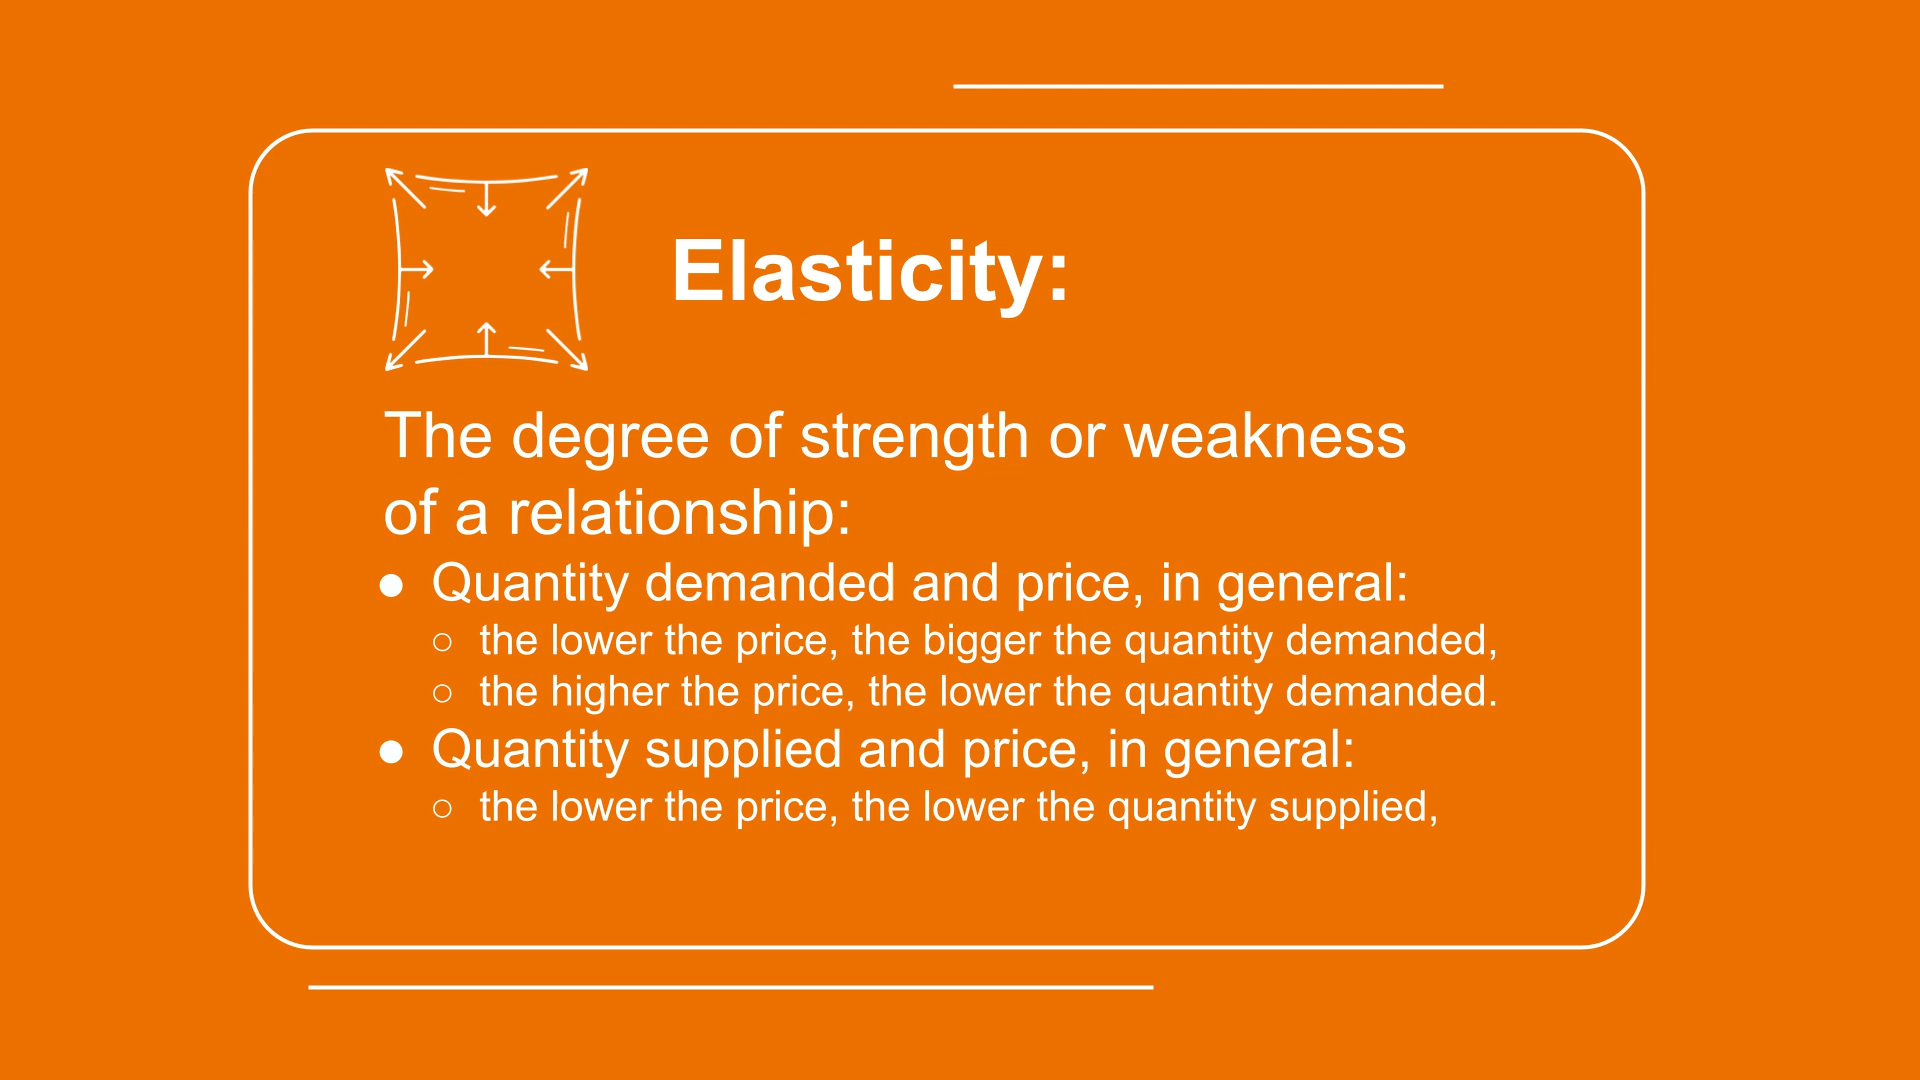 Elasticity:
The degree of strength or weakness
of a relationship:
● Quantity demanded and price, in general:
○ the lower the price, the bigger the quantity demanded,
○ the higher the price, the lower the quantity demanded.
● Quantity supplied and price, in general:
○ the lower the price, the lower the quantity supplied,